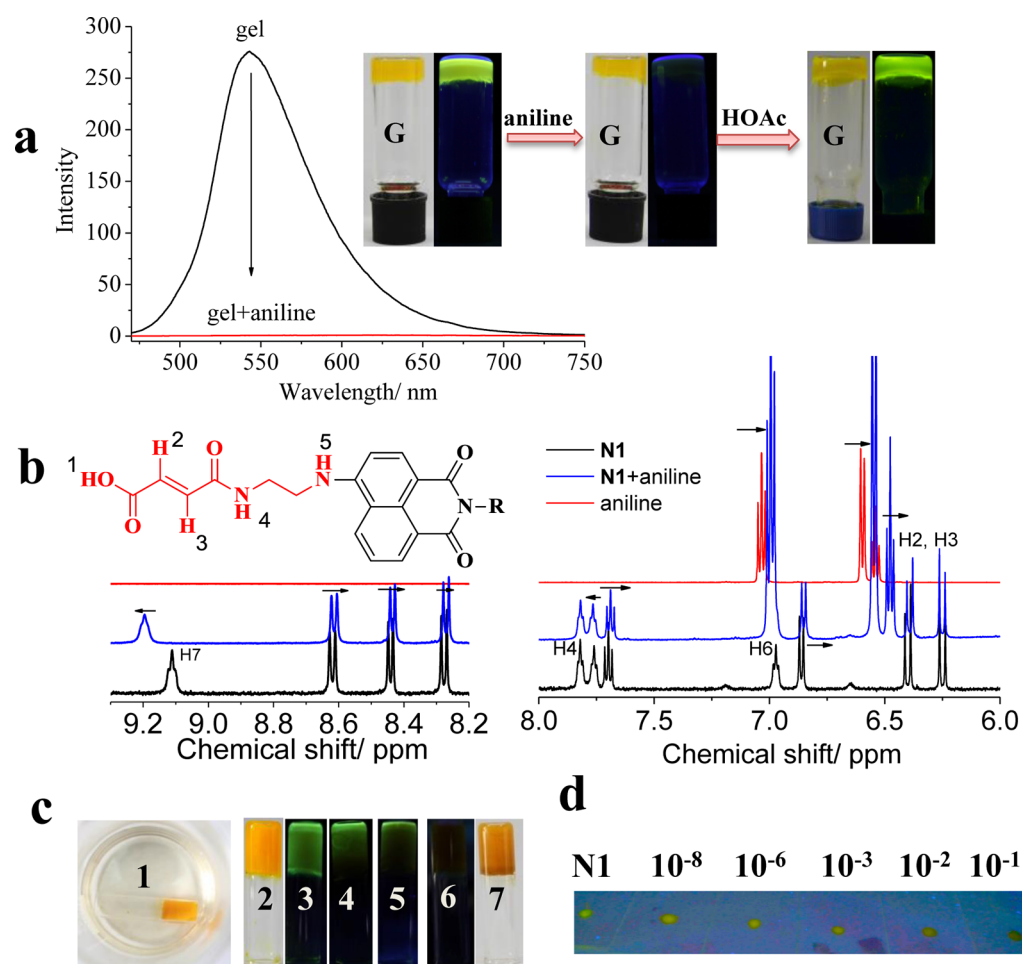 a
300
250
200
150
100
50
0
Intensity
gel
gel+aniline
500 550 600 650 700 750
Wavelength/ nm
G
aniline
G
HOAc
G
b
1
HO
O
H
2
H
3
O
N
H
4
5
H
N
O
N
R
O
H7
9.2 9.0 8.8 8.6 8.4 8.2
Chemical shift/ ppm
N1
N1+aniline
aniline
H2, H3
H4
H6
8.0 7.5 7.0 6.5 6.0
Chemical shift/ ppm
c
1
2
3
4
5
6
7
d
N1 10⁻⁸ 10⁻⁶ 10⁻³ 10⁻² 10⁻¹